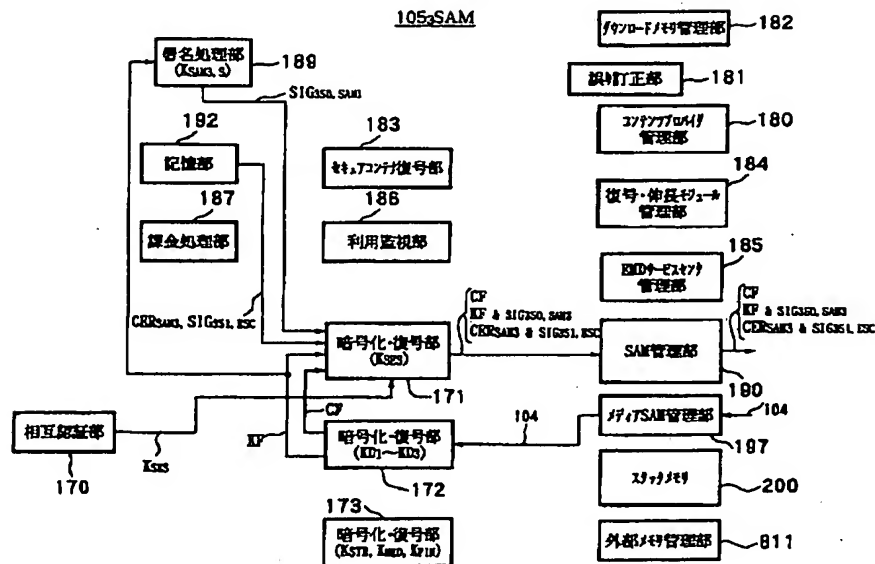 105₃SAM
署名処理部
(KSAM3,S)
189
SIG350,SAM3
192
記憶部
187
課金処理部
CERSAM3, SIG351,ESC
183
セキュアコンテナ復号部
186
利用監視部
ダウンロードメモリ管理部
182
誤り訂正部
181
コンテンツプロバイダ
管理部
180
復号・伸長モジュール
管理部
184
185
EMDサービスセンタ
管理部
CF
KF & SIG350,SAM3
CERSAM3 & SIG351,ESC
CF
KF & SIG350,SAM3
CERSAM3 & SIG351,ESC
暗号化・復号部
(KSES)
171
SAM管理部
190
相互認証部
170
KSES
KF
CF
暗号化・復号部
(KD1～KD3)
172
104
メディアSAM管理部
104
197
173
暗号化・復号部
(KSTR, KMED, KPIN)
スタックメモリ
200
外部メモリ管理部
811